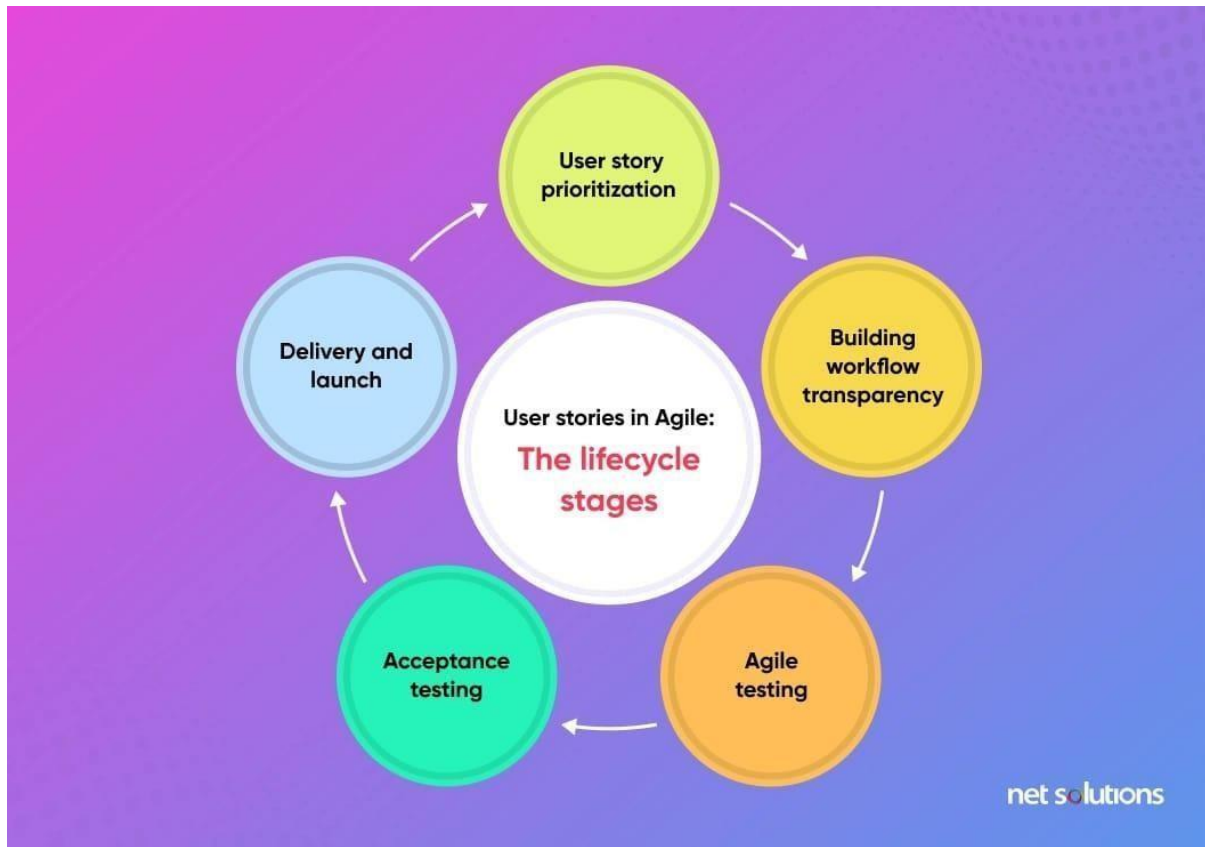 User story
prioritization
Building
workflow
transparency
Agile
testing
Acceptance
testing
Delivery and
launch
User stories in Agile:
The lifecycle
stages
net solutions